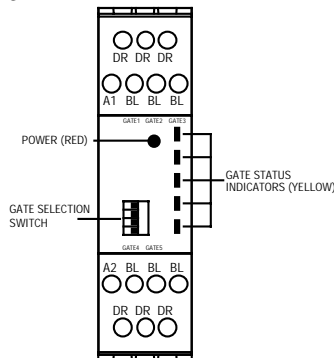 DR DR DR
A1 BL BL BL
GATE1 GATE2 GATE3
POWER (RED)
GATE STATUS
INDICATORS (YELLOW)
GATE SELECTION
SWITCH
GATE4 GATE5
A2 BL BL BL
DR DR DR